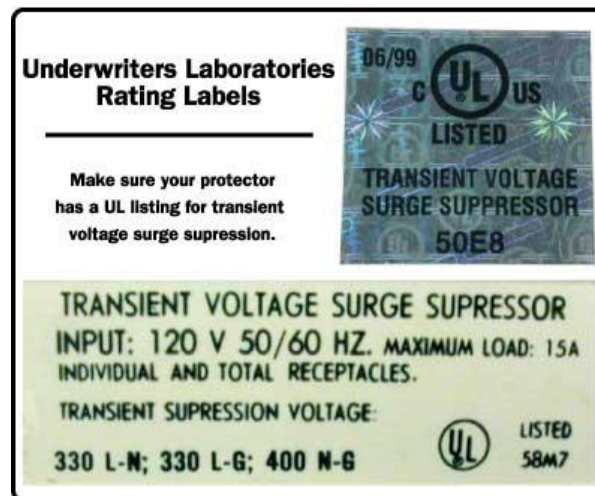 Underwriters Laboratories
Rating Labels
Make sure your protector
has a UL listing for transient
voltage surge supression.
06/99
C UL US
®
LISTED
TRANSIENT VOLTAGE
SURGE SUPPRESSOR
50E8
TRANSIENT VOLTAGE SURGE SUPRESSOR
INPUT: 120 V 50/60 HZ. MAXIMUM LOAD: 15A
INDIVIDUAL AND TOTAL RECEPTACLES.
TRANSIENT SUPRESSION VOLTAGE:
330 L-N; 330 L-G; 400 N-G
UL
LISTED
58M7